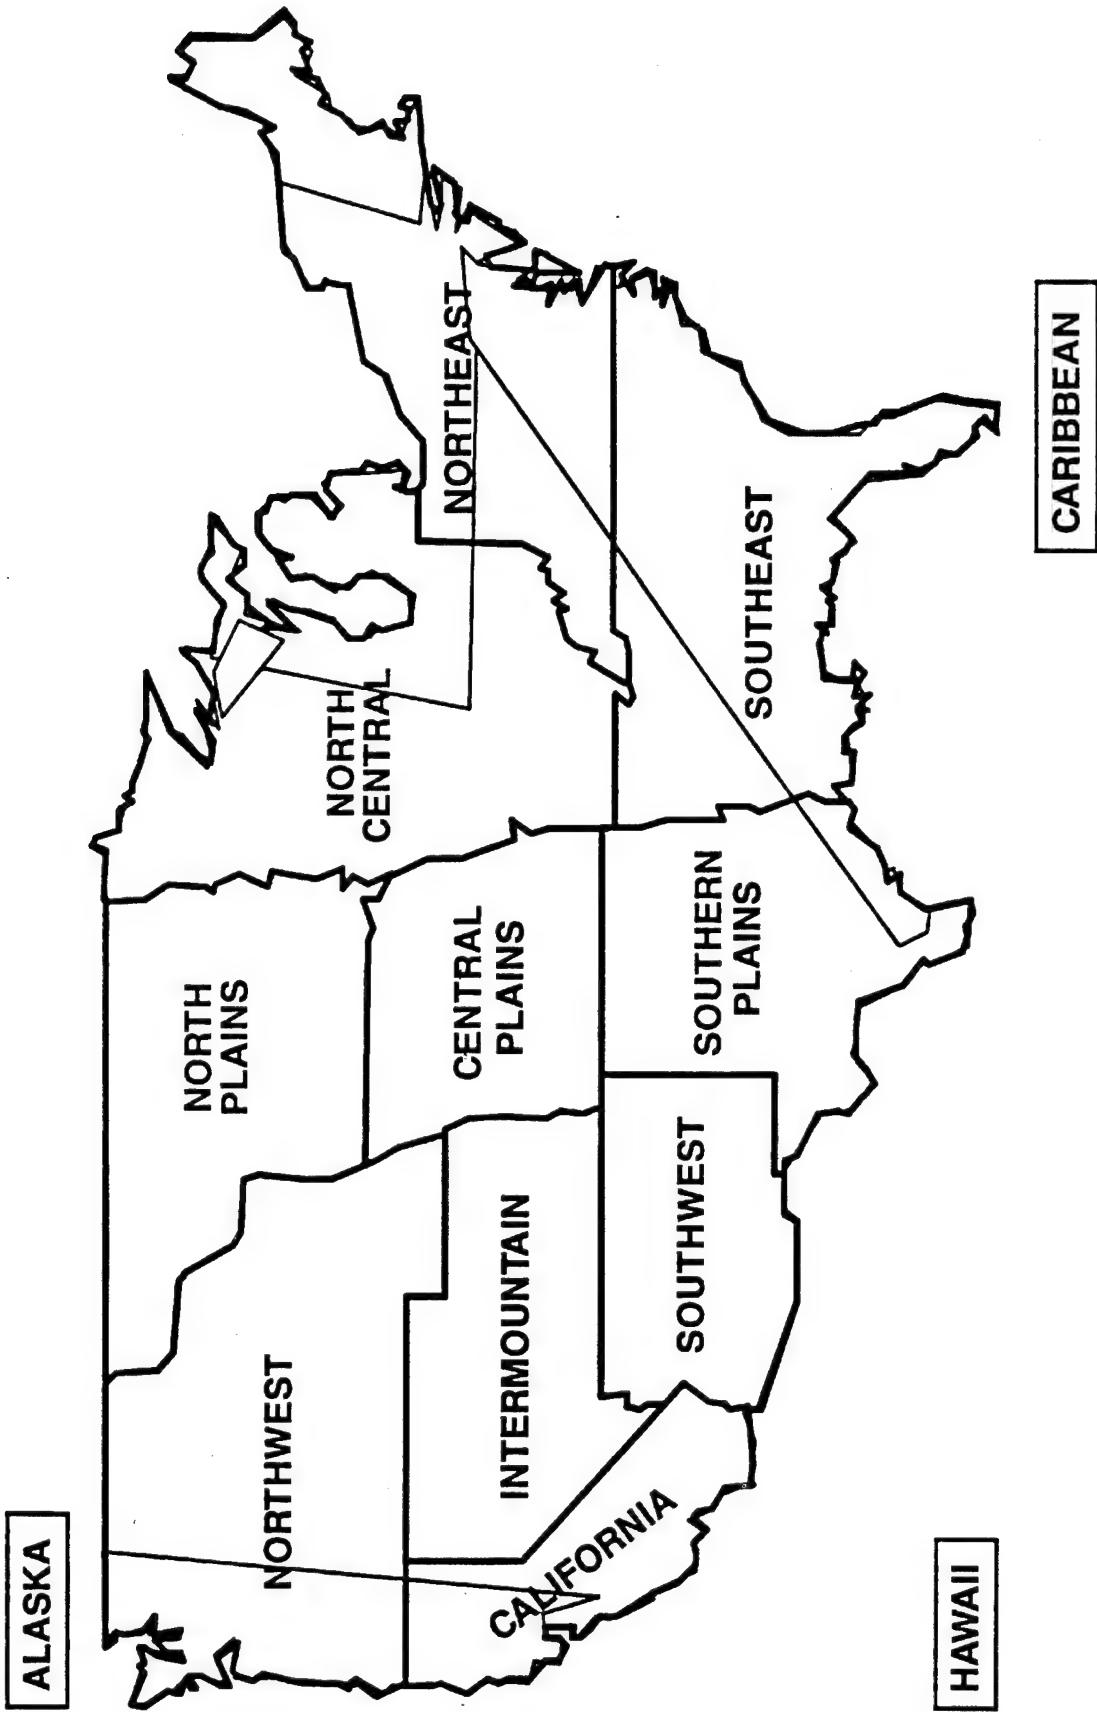 ALASKA
NORTHWEST
NORTH
PLAINS
NORTH
CENTRAL
NORTHEAST
INTERMOUNTAIN
CENTRAL
PLAINS
CALIFORNIA
SOUTHWEST
SOUTHERN
PLAINS
SOUTHEAST
HAWAII
CARIBBEAN